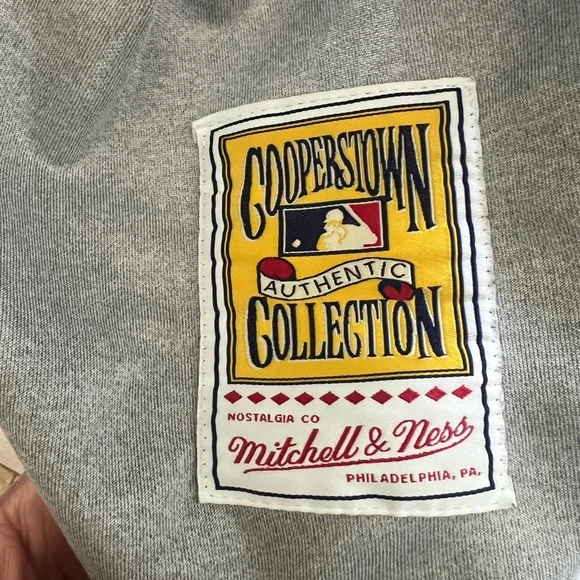 COOPERSTOWN
AUTHENTIC
COLLECTION
NOSTALGIA CO
Mitchell & Ness
PHILADELPHIA, PA,